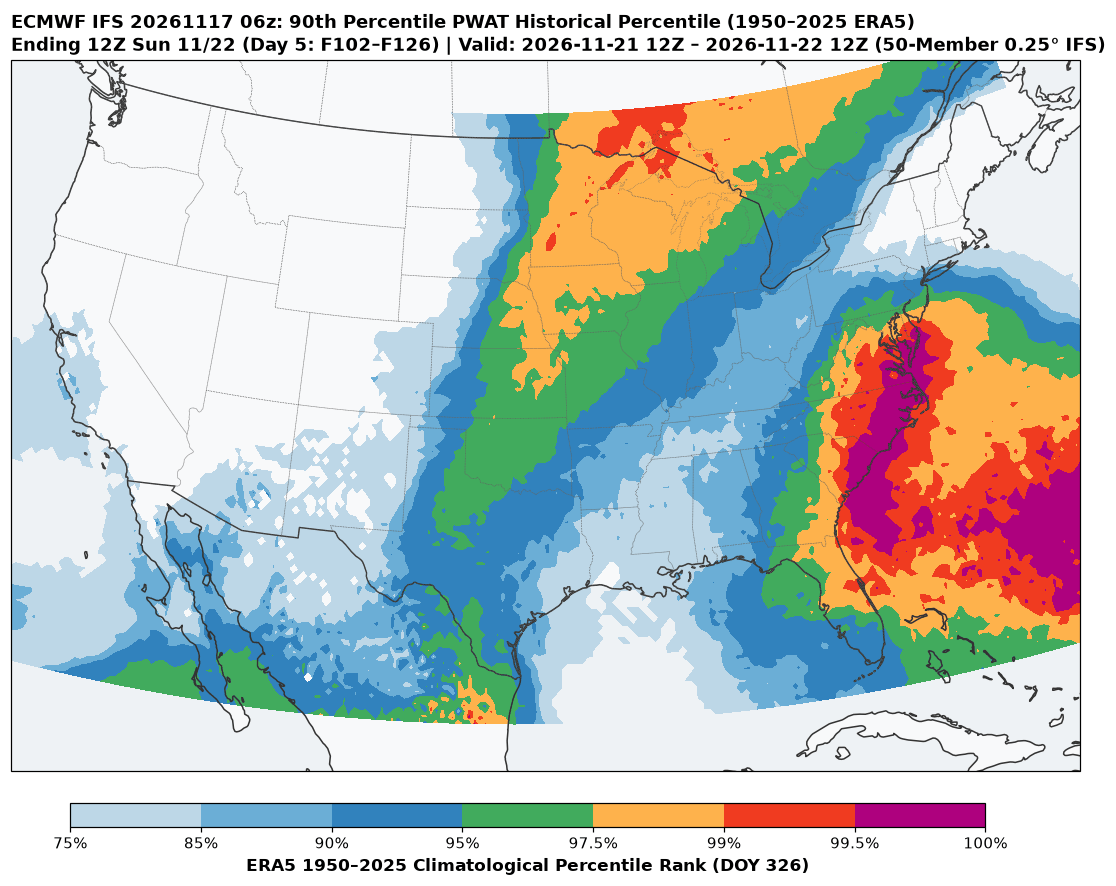 ECMWF IFS 20261117 06z: 90th Percentile PWAT Historical Percentile (1950–2025 ERA5)
Ending 12Z Sun 11/22 (Day 5: F102–F126) | Valid: 2026-11-21 12Z – 2026-11-22 12Z (50-Member 0.25° IFS)
75% 85% 90% 95% 97.5% 99% 99.5% 100%
ERA5 1950–2025 Climatological Percentile Rank (DOY 326)